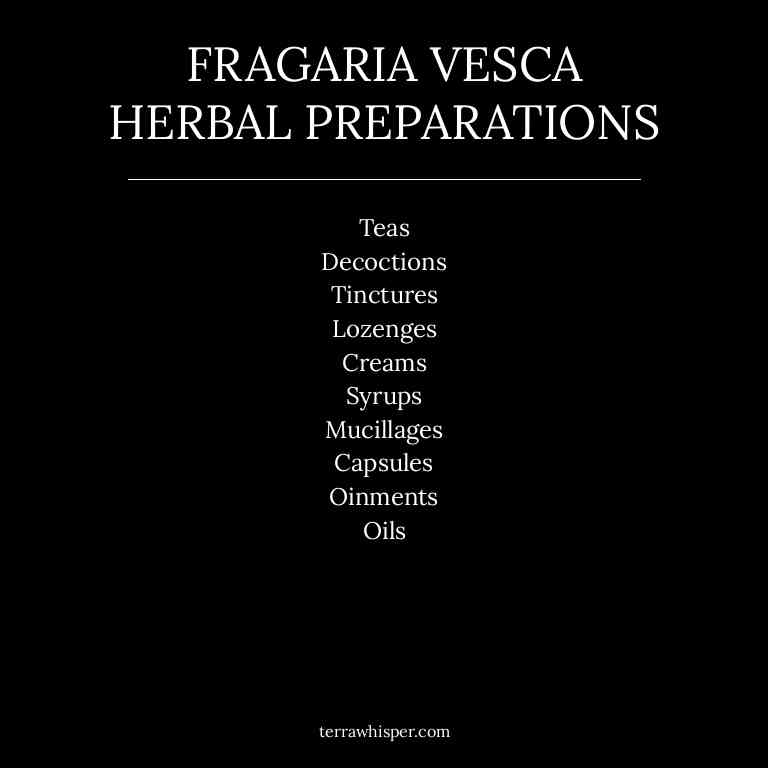 FRAGARIA VESCA
HERBAL PREPARATIONS
Teas
Decoctions
Tinctures
Lozenges
Creams
Syrups
Mucillages
Capsules
Oinments
Oils
terrawhisper.com